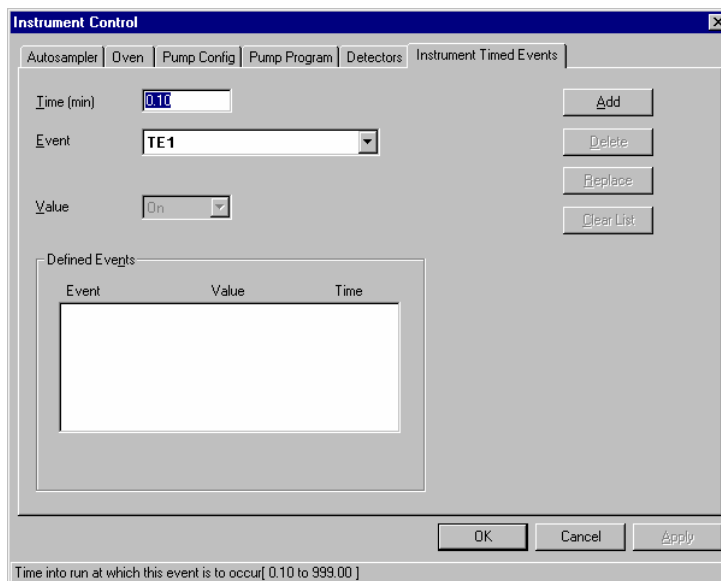 Instrument Control
Autosampler Oven Pump Config Pump Program Detectors Instrument Timed Events
Time (min) 0.10 Add
Event TE1 Delete
Replace
Value On Clear List
Defined Events
Event Value Time
OK Cancel Apply
Time into run at which this event is to occur[ 0.10 to 999.00 ]